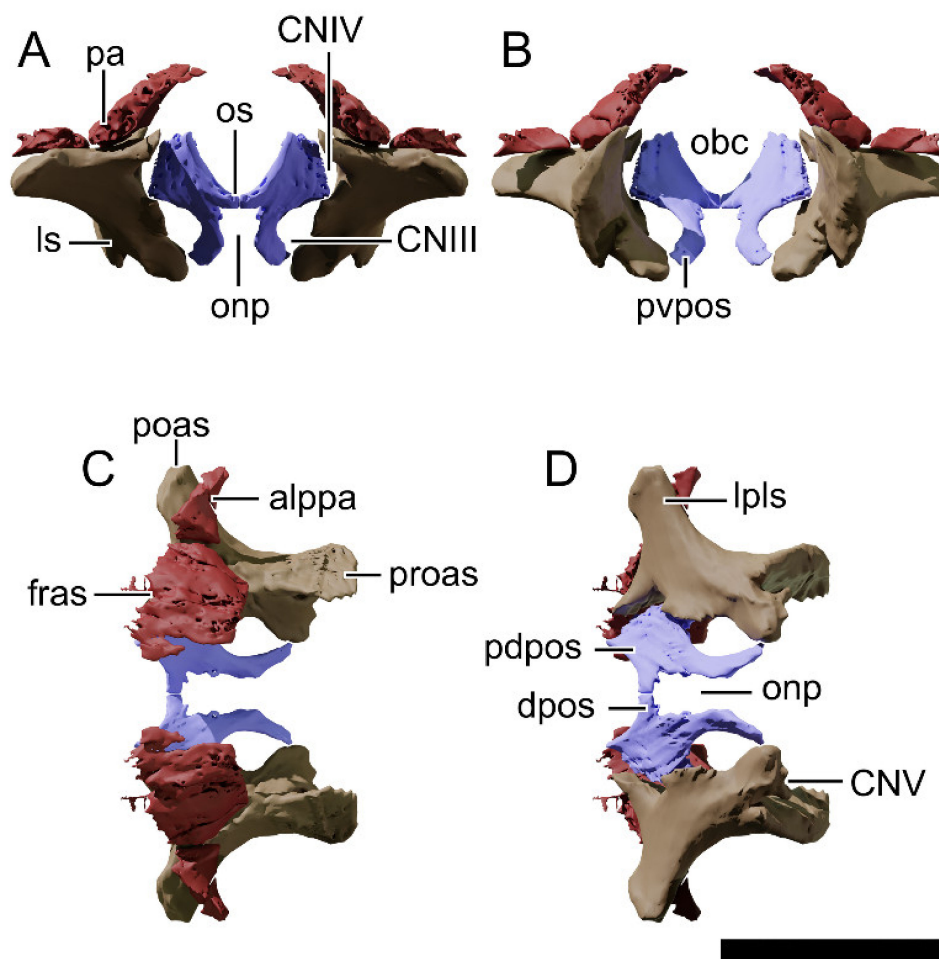 A
pa
CNIV
os
ls
CNIII
onp
B
obc
pvpos
C
poas
alppa
fras
proas
D
lpls
pdpos
dpos
onp
CNV